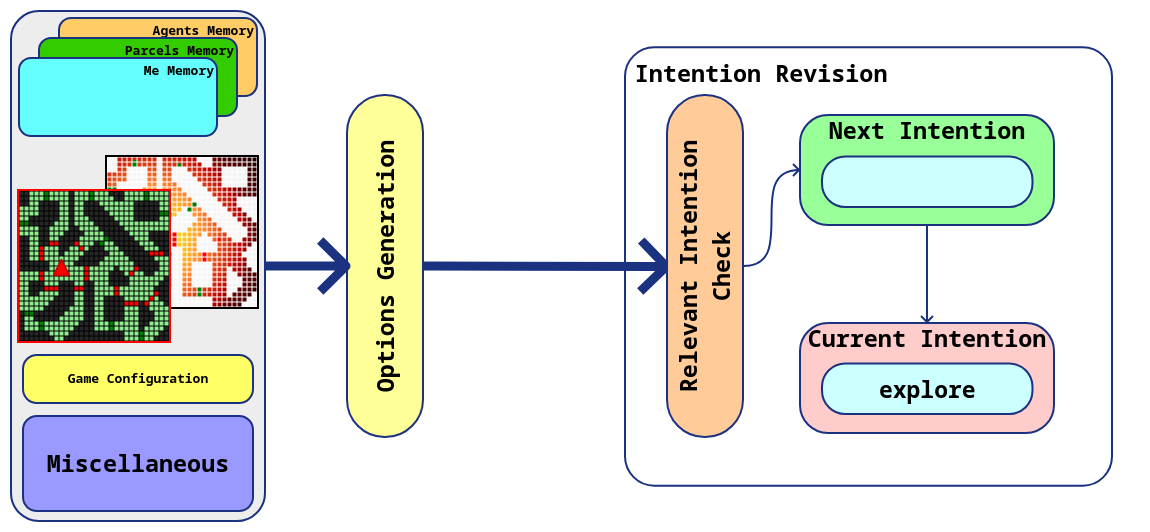 Agents Memory
Parcels Memory
Me Memory
Game Configuration
Miscellaneous
Options Generation
Intention Revision
Relevant Intention
Check
Next Intention
Current Intention
explore